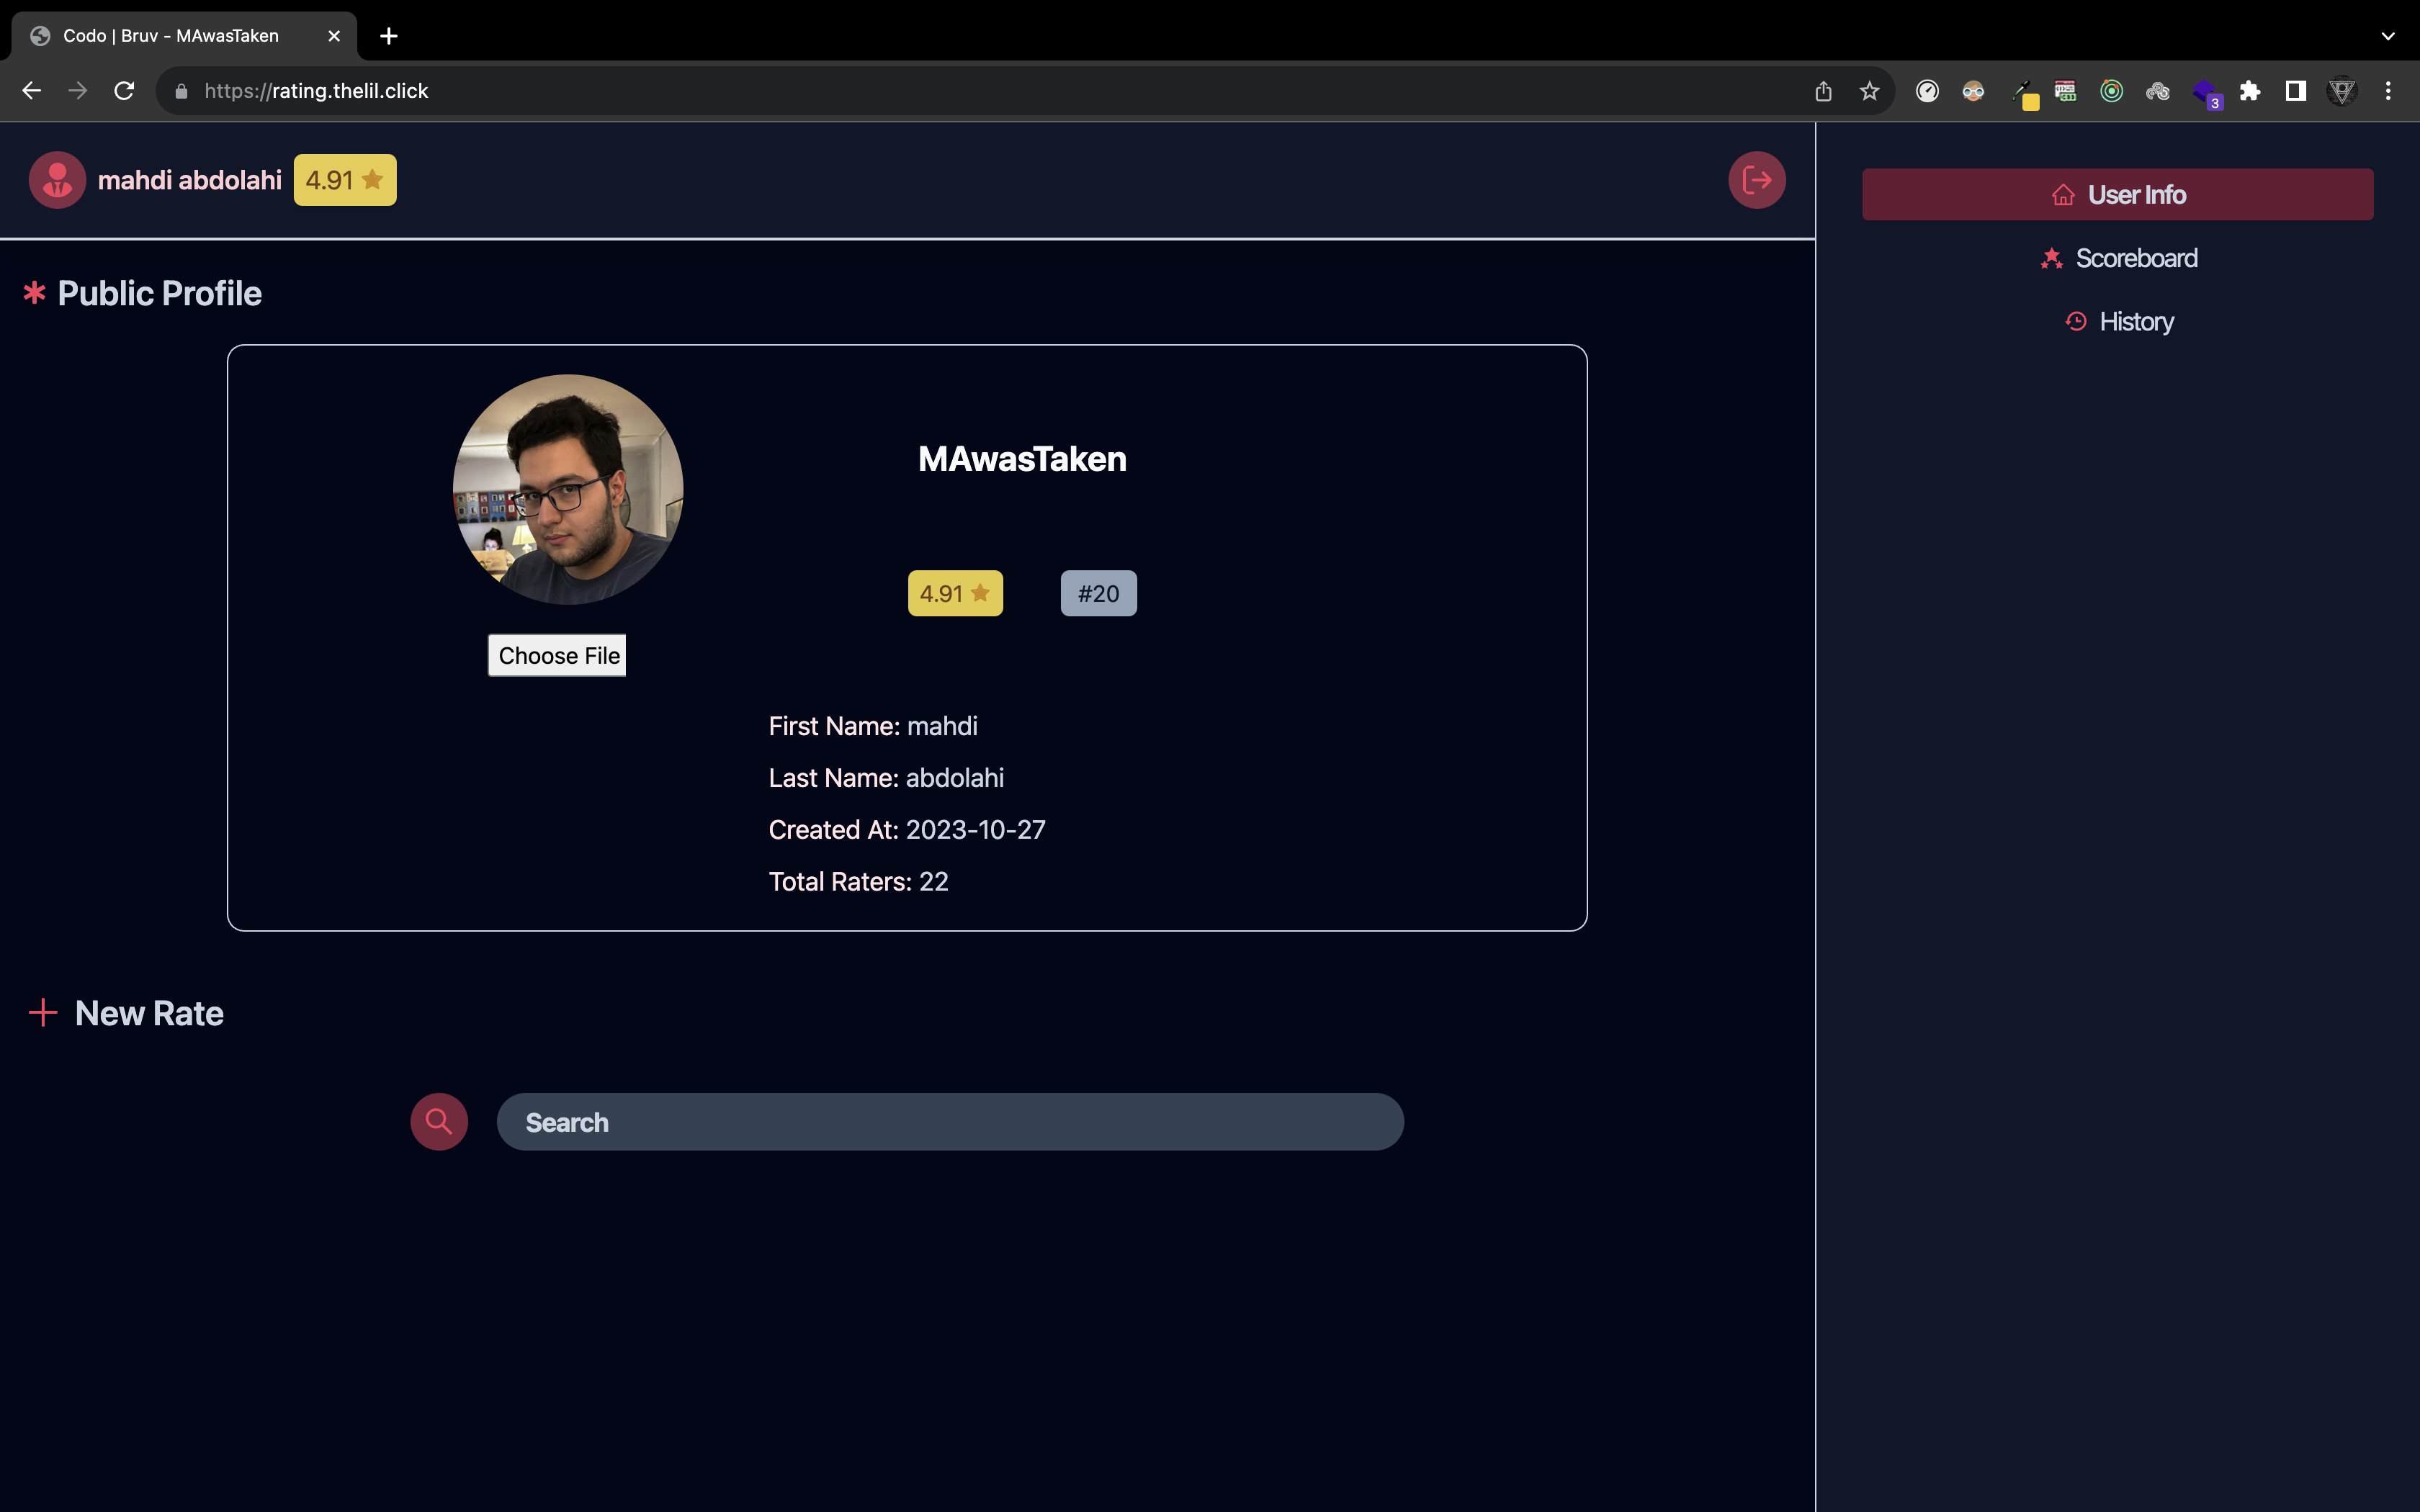 Codo | Bruv - MAwasTaken
https://rating.thelil.click
3
mahdi abdolahi 4.91
User Info
Scoreboard
History
Public Profile
MAwasTaken
4.91 #20
Choose File
First Name: mahdi
Last Name: abdolahi
Created At: 2023-10-27
Total Raters: 22
New Rate
Search